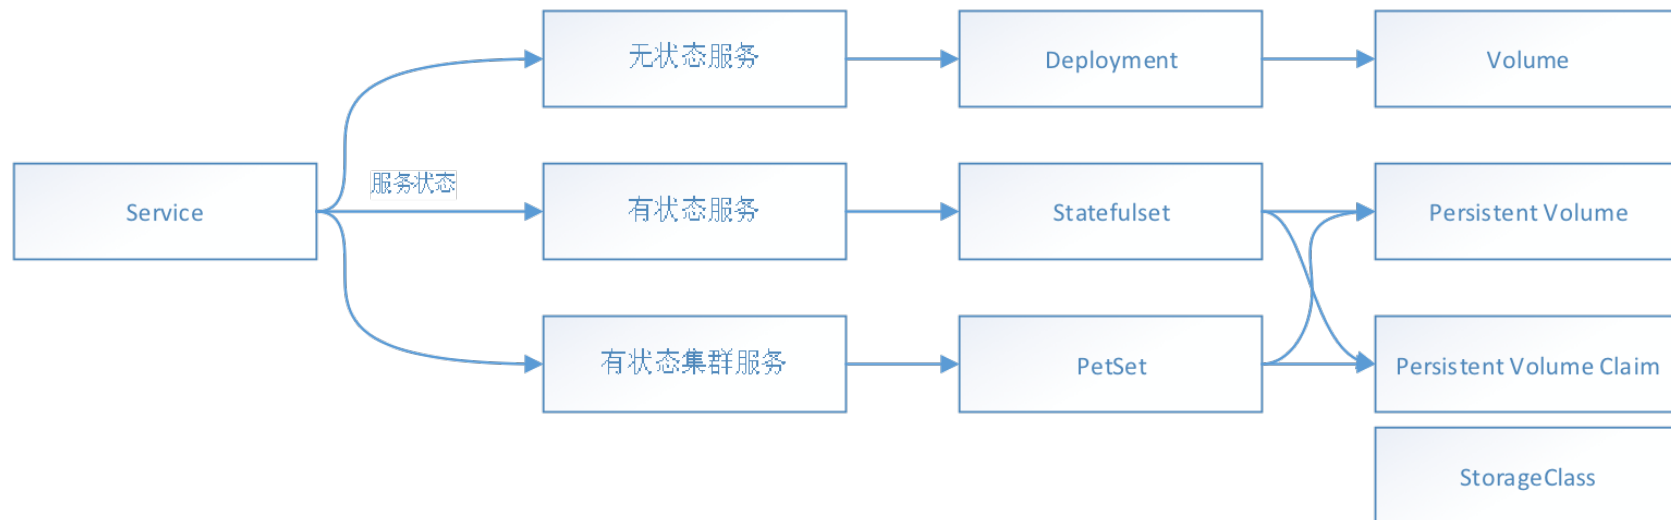 无状态服务
Deployment
Volume
服务状态
Service
有状态服务
Statefulset
Persistent Volume
有状态集群服务
PetSet
Persistent Volume Claim
StorageClass